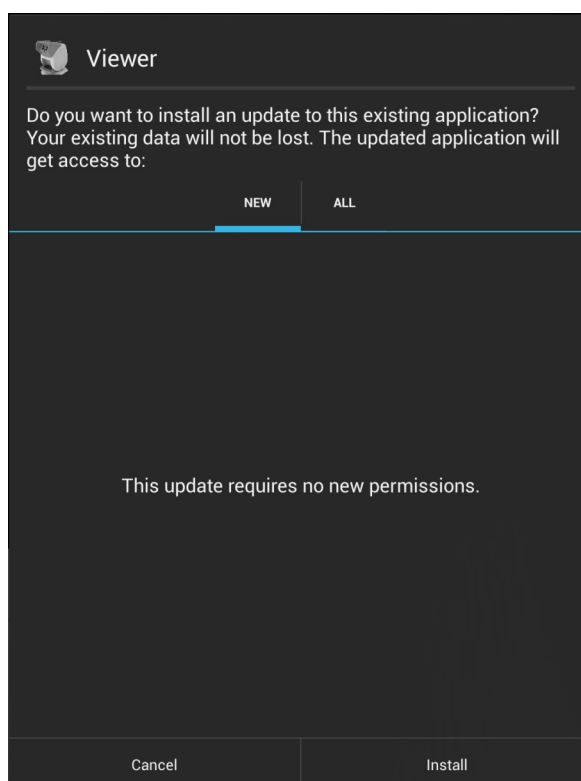 Viewer
Do you want to install an update to this existing application?
Your existing data will not be lost. The updated application will
get access to:
NEW ALL
This update requires no new permissions.
Cancel Install